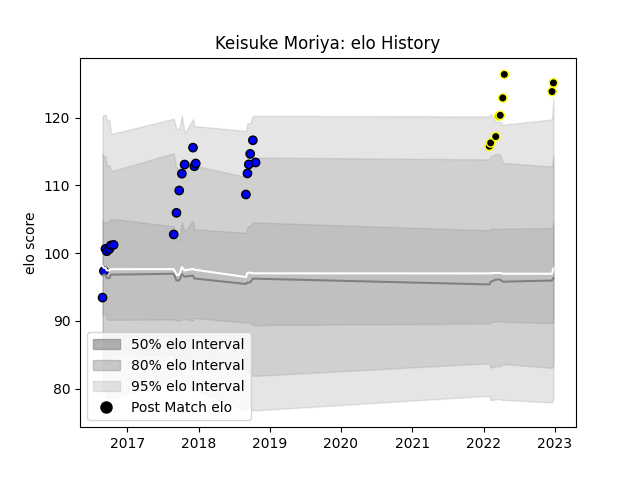 Keisuke Moriya: elo History
elo score
120
110
100
90
80
50% elo Interval
80% elo Interval
95% elo Interval
Post Match elo
2017 2018 2019 2020 2021 2022 2023